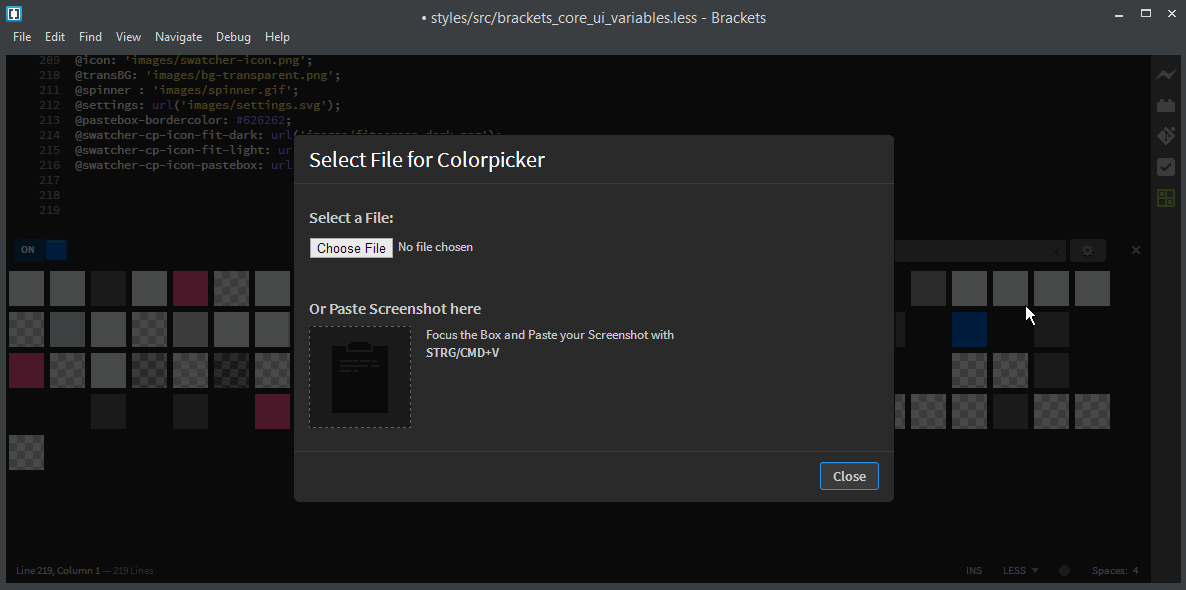 • styles/src/brackets_core_ui_variables.less - Brackets
File Edit Find View Navigate Debug Help
209 @icon: 'images/swatcher-icon.png';
210 @transBG: 'images/bg-transparent.png';
211 @spinner : 'images/spinner.gif';
212 @settings: url('images/settings.svg');
213 @pastebox-bordercolor: #626262;
214 @swatcher-cp-icon-fit-dark: url('images/fitscreen-dark.png');
215 @swatcher-cp-icon-fit-light: ur
216 @swatcher-cp-icon-pastebox: url
217
218
219
Select File for Colorpicker
Select a File:
Choose File No file chosen
ON
Or Paste Screenshot here
Focus the Box and Paste your Screenshot with
STRG/CMD+V
Close
Line 219, Column 1 — 219 Lines
INS LESS Spaces: 4